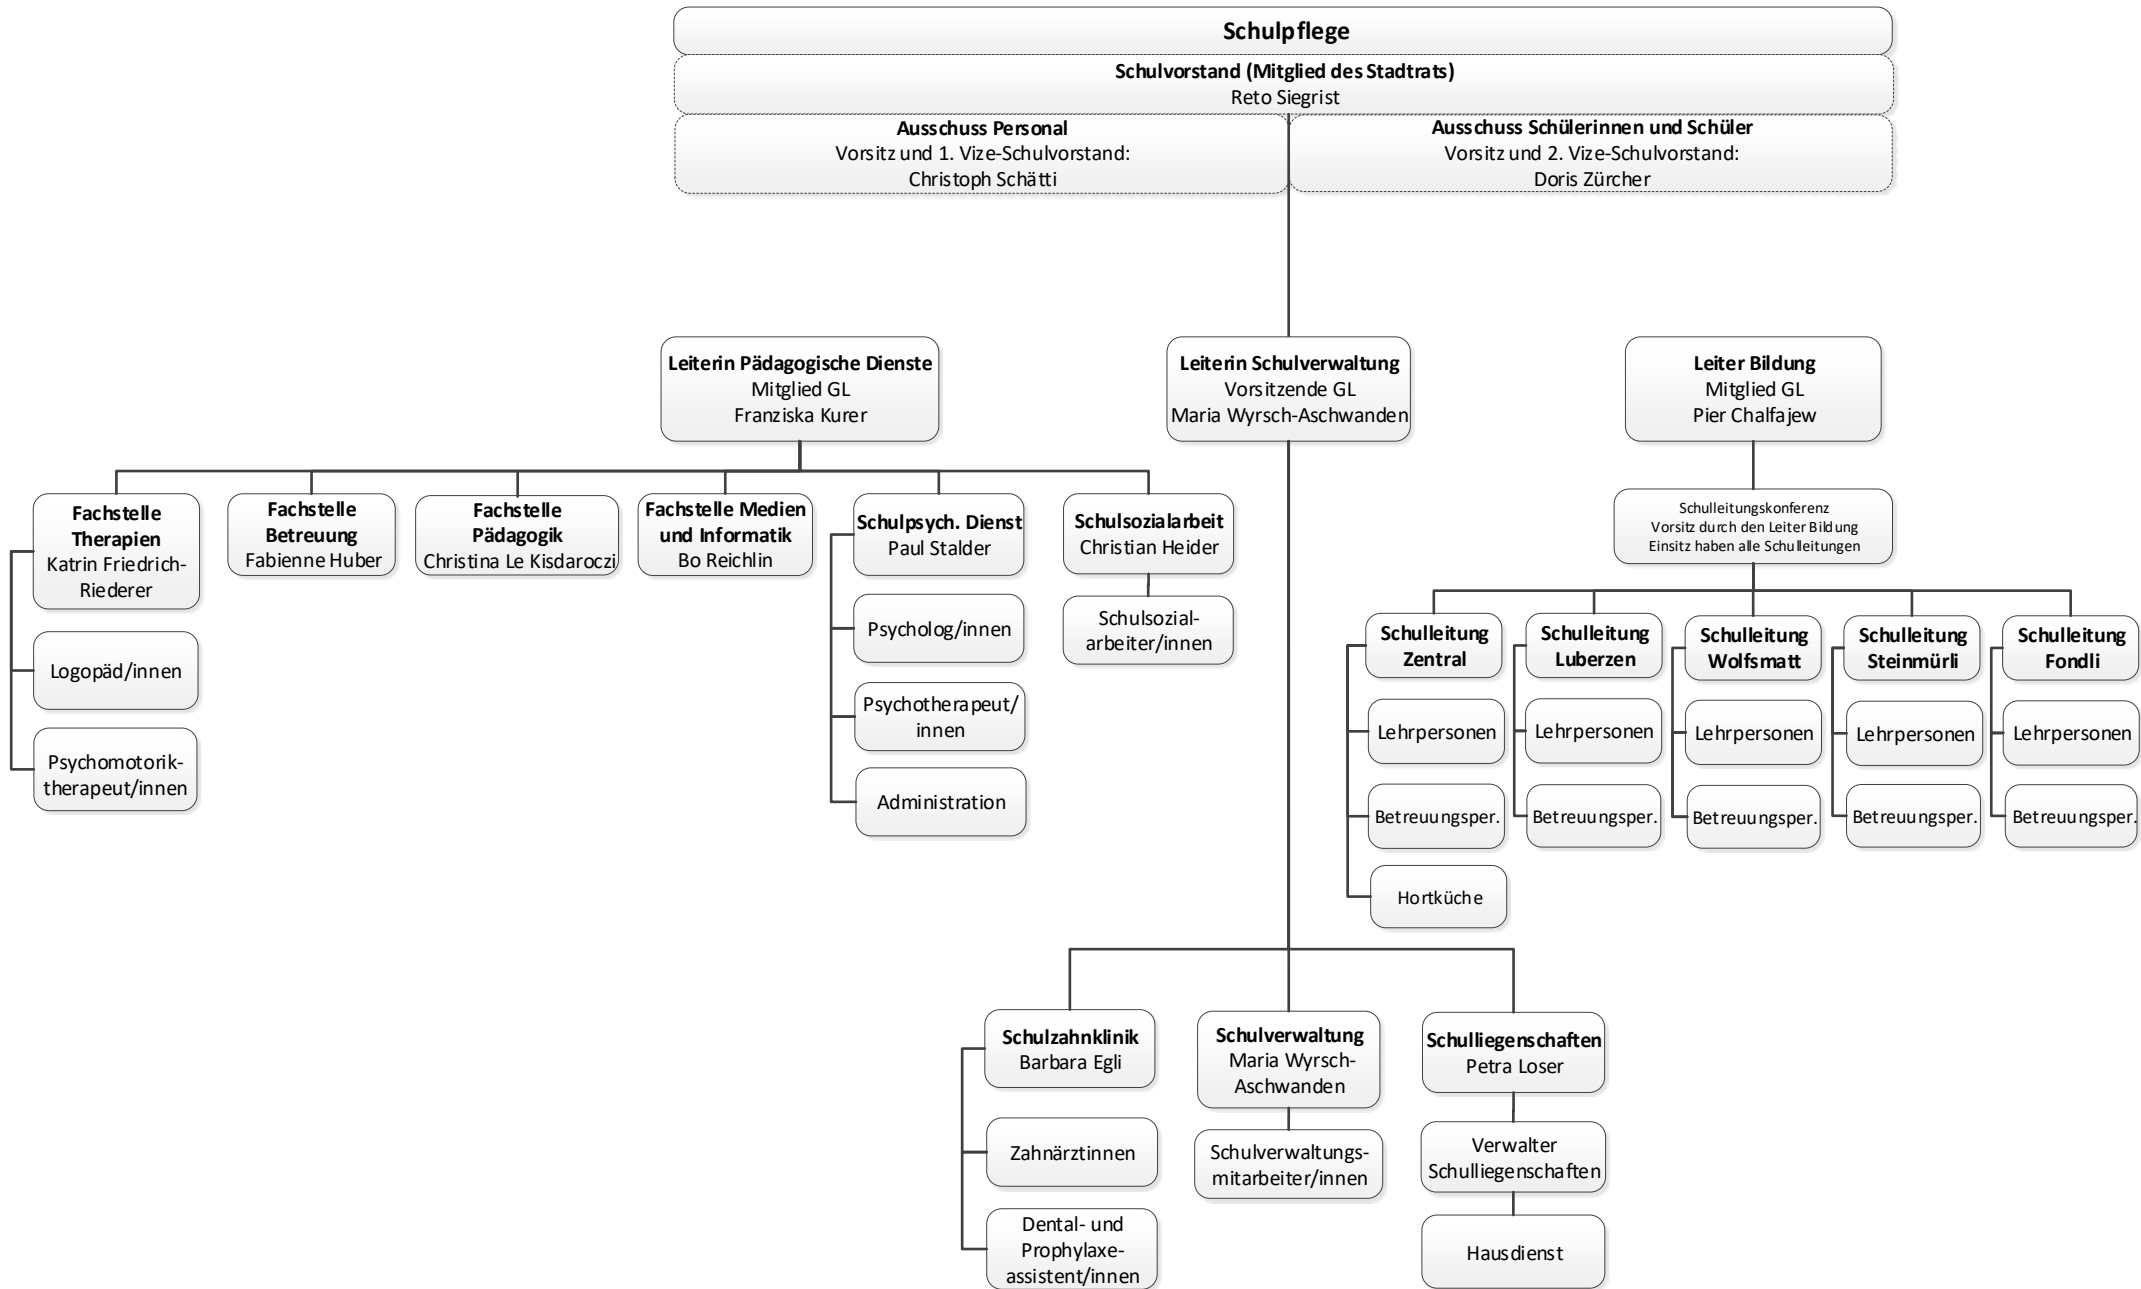 Schulpflege
Schulvorstand (Mitglied des Stadtrats)
Reto Siegrist
Ausschuss Personal
Vorsitz und 1. Vize-Schulvorstand:
Christoph Schätti
Ausschuss Schülerinnen und Schüler
Vorsitz und 2. Vize-Schulvorstand:
Doris Zürcher
Leiterin Pädagogische Dienste
Mitglied GL
Franziska Kurer
Leiterin Schulverwaltung
Vorsitzende GL
Maria Wyrsch-Aschwanden
Leiter Bildung
Mitglied GL
Pier Chalfajew
Fachstelle
Therapien
Katrin Friedrich-
Riederer
Logopäd/innen
Psychomotorik-
therapeut/innen
Fachstelle
Betreuung
Fabienne Huber
Fachstelle
Pädagogik
Christina Le Kisdaroczi
Fachstelle Medien
und Informatik
Bo Reichlin
Schulpsych. Dienst
Paul Stalder
Psycholog/innen
Psychotherapeut/
innen
Administration
Schulsozialarbeit
Christian Heider
Schulsozial-
arbeiter/innen
Schulleitungskonferenz
Vorsitz durch den Leiter Bildung
Einsitz haben alle Schulleitungen
Schulleitung
Zentral
Lehrpersonen
Betreuungsper.
Hortküche
Schulleitung
Luberzen
Lehrpersonen
Betreuungsper.
Schulleitung
Wolfsmatt
Lehrpersonen
Betreuungsper.
Schulleitung
Steinmürli
Lehrpersonen
Betreuungsper.
Schulleitung
Fondli
Lehrpersonen
Betreuungsper.
Schulzahnklinik
Barbara Egli
Zahnärztinnen
Dental- und
Prophylaxe-
assistent/innen
Schulverwaltung
Maria Wyrsch-
Aschwanden
Schulverwaltungs-
mitarbeiter/innen
Schulliegenschaften
Petra Loser
Verwalter
Schulliegenschaften
Hausdienst